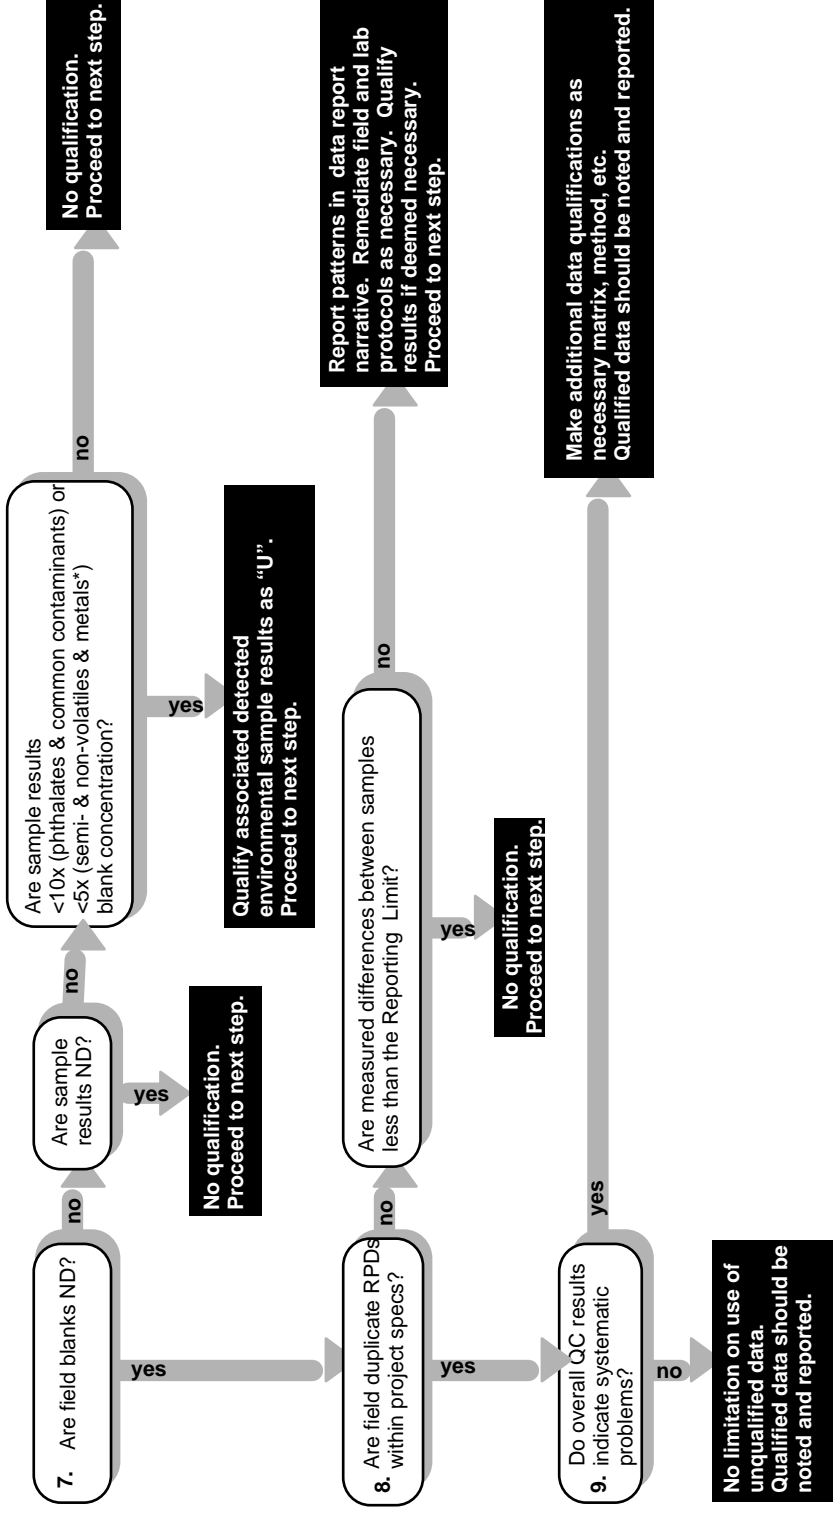 7. Are field blanks ND?
no
Are sample
results ND?
no
Are sample results
<10x (phthalates & common contaminants) or
<5x (semi- & non-volatiles & metals*)
blank concentration?
no
No qualification.
Proceed to next step.
yes
yes
No qualification.
Proceed to next step.
yes
Qualify associated detected
environmental sample results as “U”.
Proceed to next step.
8. Are field duplicate RPDs
within project specs?
no
Are measured differences between samples
less than the Reporting Limit?
no
Report patterns in data report
narrative. Remediate field and lab
protocols as necessary. Qualify
results if deemed necessary.
Proceed to next step.
yes
yes
No qualification.
Proceed to next step.
9. Do overall QC results
indicate systematic
problems?
yes
Make additional data qualifications as
necessary matrix, method, etc.
Qualified data should be noted and reported.
no
No limitation on use of
unqualified data.
Qualified data should be
noted and reported.